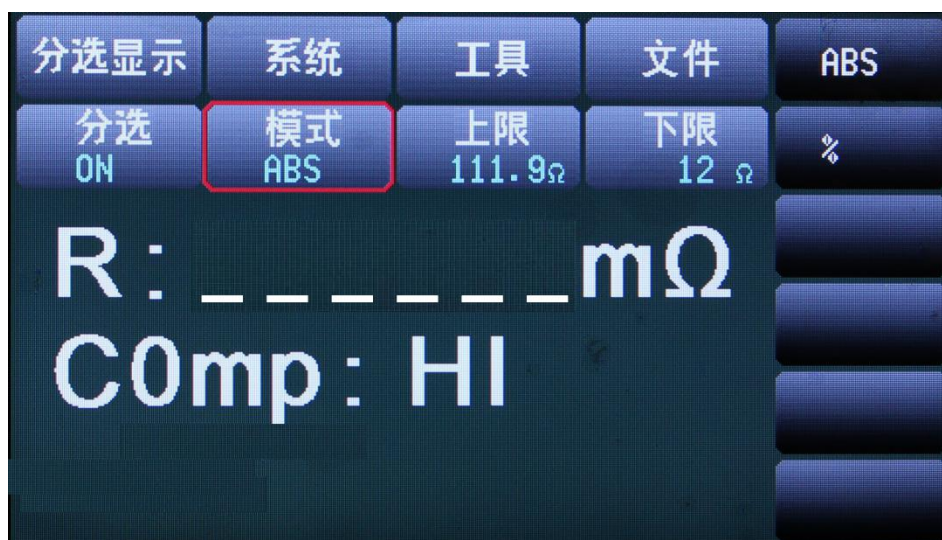 分选显示 系统 工具 文件 ABS
分选 模式 上限 下限 %
ON ABS 111.9Ω 12 Ω
R: _ _ _ _ _ _ mΩ
C0mp: HI